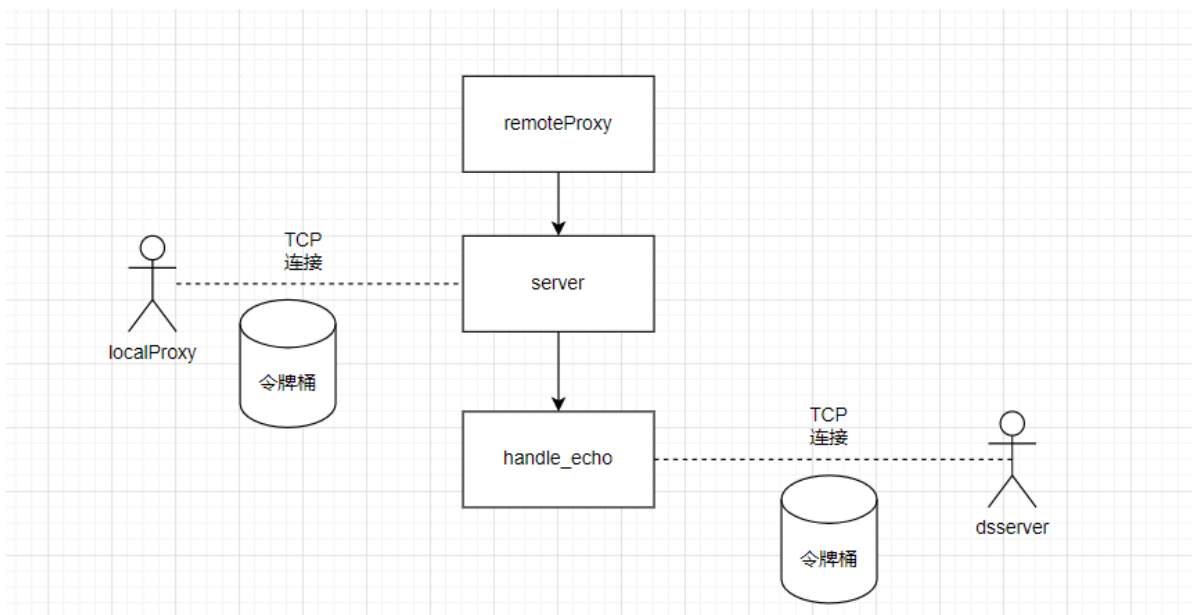 remoteProxy
TCP
连接
server
localProxy
令牌桶
TCP
连接
handle_echo
dsserver
令牌桶